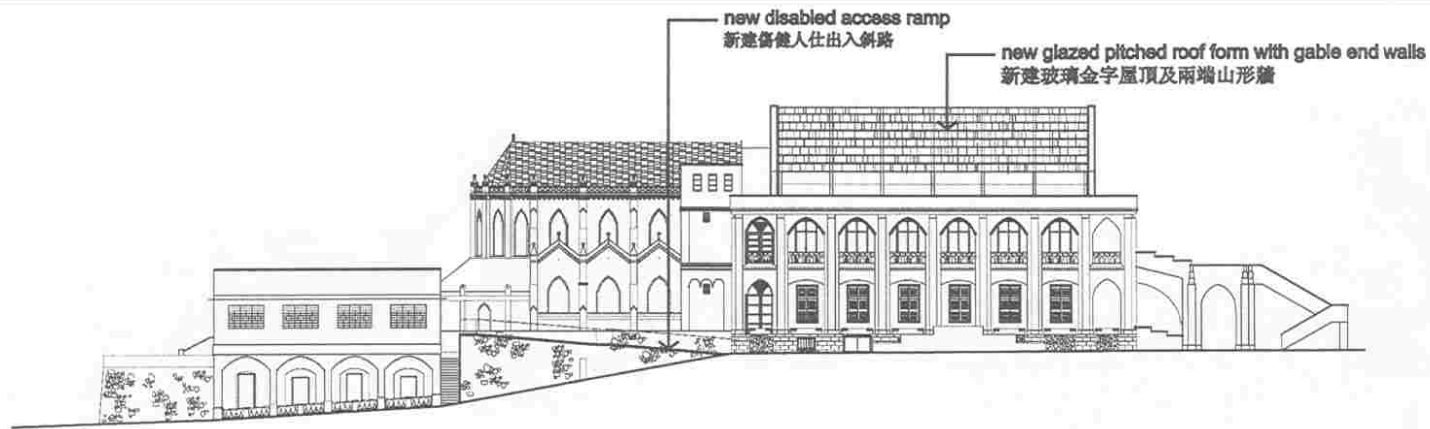 new disabled access ramp
新建傷健人仕出入斜路
new glazed pitched roof form with gable end walls
新建玻璃金字屋頂及兩端山形牆